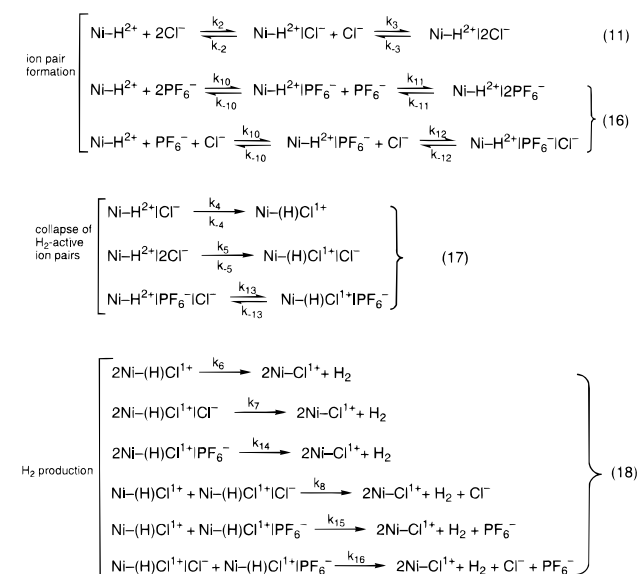 Ni–H²⁺ + 2Cl⁻ k₂ ⇌ k₋₂ Ni–H²⁺|Cl⁻ + Cl⁻ k₃ ⇌ k₋₃ Ni–H²⁺|2Cl⁻ (11)
ion pair
formation
Ni–H²⁺ + 2PF₆⁻ k₁₀ ⇌ k₋₁₀ Ni–H²⁺|PF₆⁻ + PF₆⁻ k₁₁ ⇌ k₋₁₁ Ni–H²⁺|2PF₆⁻
(16)
Ni–H²⁺ + PF₆⁻ + Cl⁻ k₁₀ ⇌ k₋₁₀ Ni–H²⁺|PF₆⁻ + Cl⁻ k₁₂ ⇌ k₋₁₂ Ni–H²⁺|PF₆⁻|Cl⁻
Ni–H²⁺|Cl⁻ k₄ → k₋₄ Ni–(H)Cl¹⁺
collapse of
H₂-active
ion pairs
Ni–H²⁺|2Cl⁻ k₅ → k₋₅ Ni–(H)Cl¹⁺|Cl⁻ (17)
Ni–H²⁺|PF₆⁻|Cl⁻ k₁₃ ⇌ k₋₁₃ Ni–(H)Cl¹⁺|PF₆⁻
2Ni–(H)Cl¹⁺ k₆ → 2Ni–Cl¹⁺ + H₂
2Ni–(H)Cl¹⁺|Cl⁻ k₇ → 2Ni–Cl¹⁺ + H₂
2Ni–(H)Cl¹⁺|PF₆⁻ k₁₄ → 2Ni–Cl¹⁺ + H₂
H₂ production (18)
Ni–(H)Cl¹⁺ + Ni–(H)Cl¹⁺|Cl⁻ k₈ → 2Ni–Cl¹⁺ + H₂ + Cl⁻
Ni–(H)Cl¹⁺ + Ni–(H)Cl¹⁺|PF₆⁻ k₁₅ → 2Ni–Cl¹⁺ + H₂ + PF₆⁻
Ni–(H)Cl¹⁺|Cl⁻ + Ni–(H)Cl¹⁺|PF₆⁻ k₁₆ → 2Ni–Cl¹⁺ + H₂ + Cl⁻ + PF₆⁻